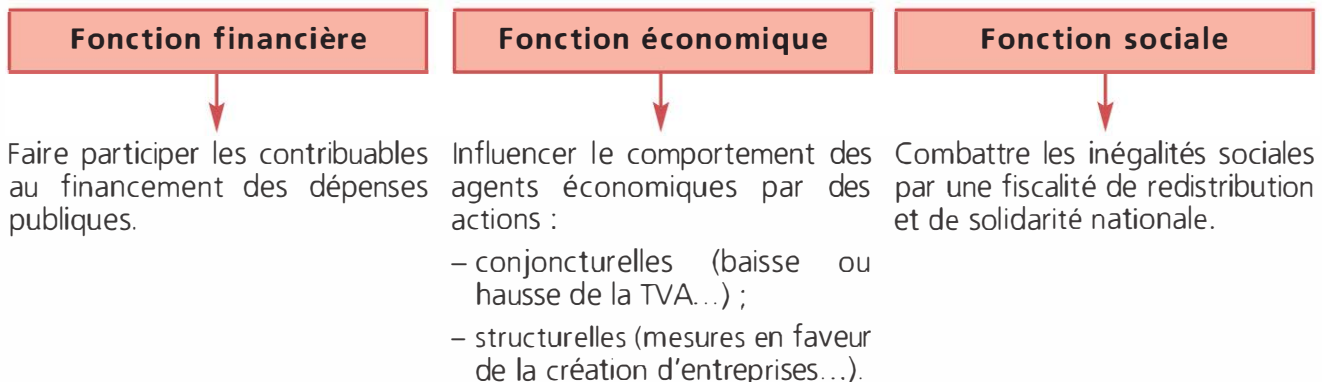 Fonction financière
Faire participer les contribuables
au financement des dépenses
publiques.
Fonction économique
Influencer le comportement des
agents économiques par des
actions :
– conjoncturelles (baisse ou
hausse de la TVA...) ;
– structurelles (mesures en faveur
de la création d'entreprises...).
Fonction sociale
Combattre les inégalités sociales
par une fiscalité de redistribution
et de solidarité nationale.